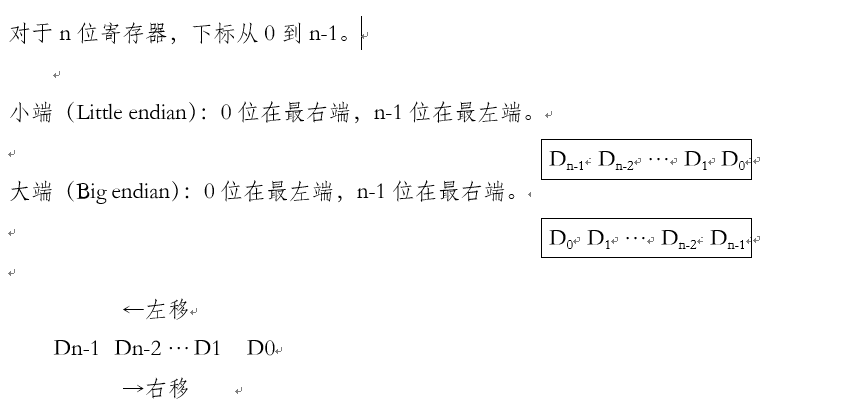 对于 n 位寄存器，下标从 0 到 n-1。
小端（Little endian）：0 位在最右端，n-1 位在最左端。
Dn-1 Dn-2 … D1 D0
大端（Big endian）：0 位在最左端，n-1 位在最右端。
D0 D1 … Dn-2 Dn-1
←左移
Dn-1 Dn-2 … D1 D0
→右移